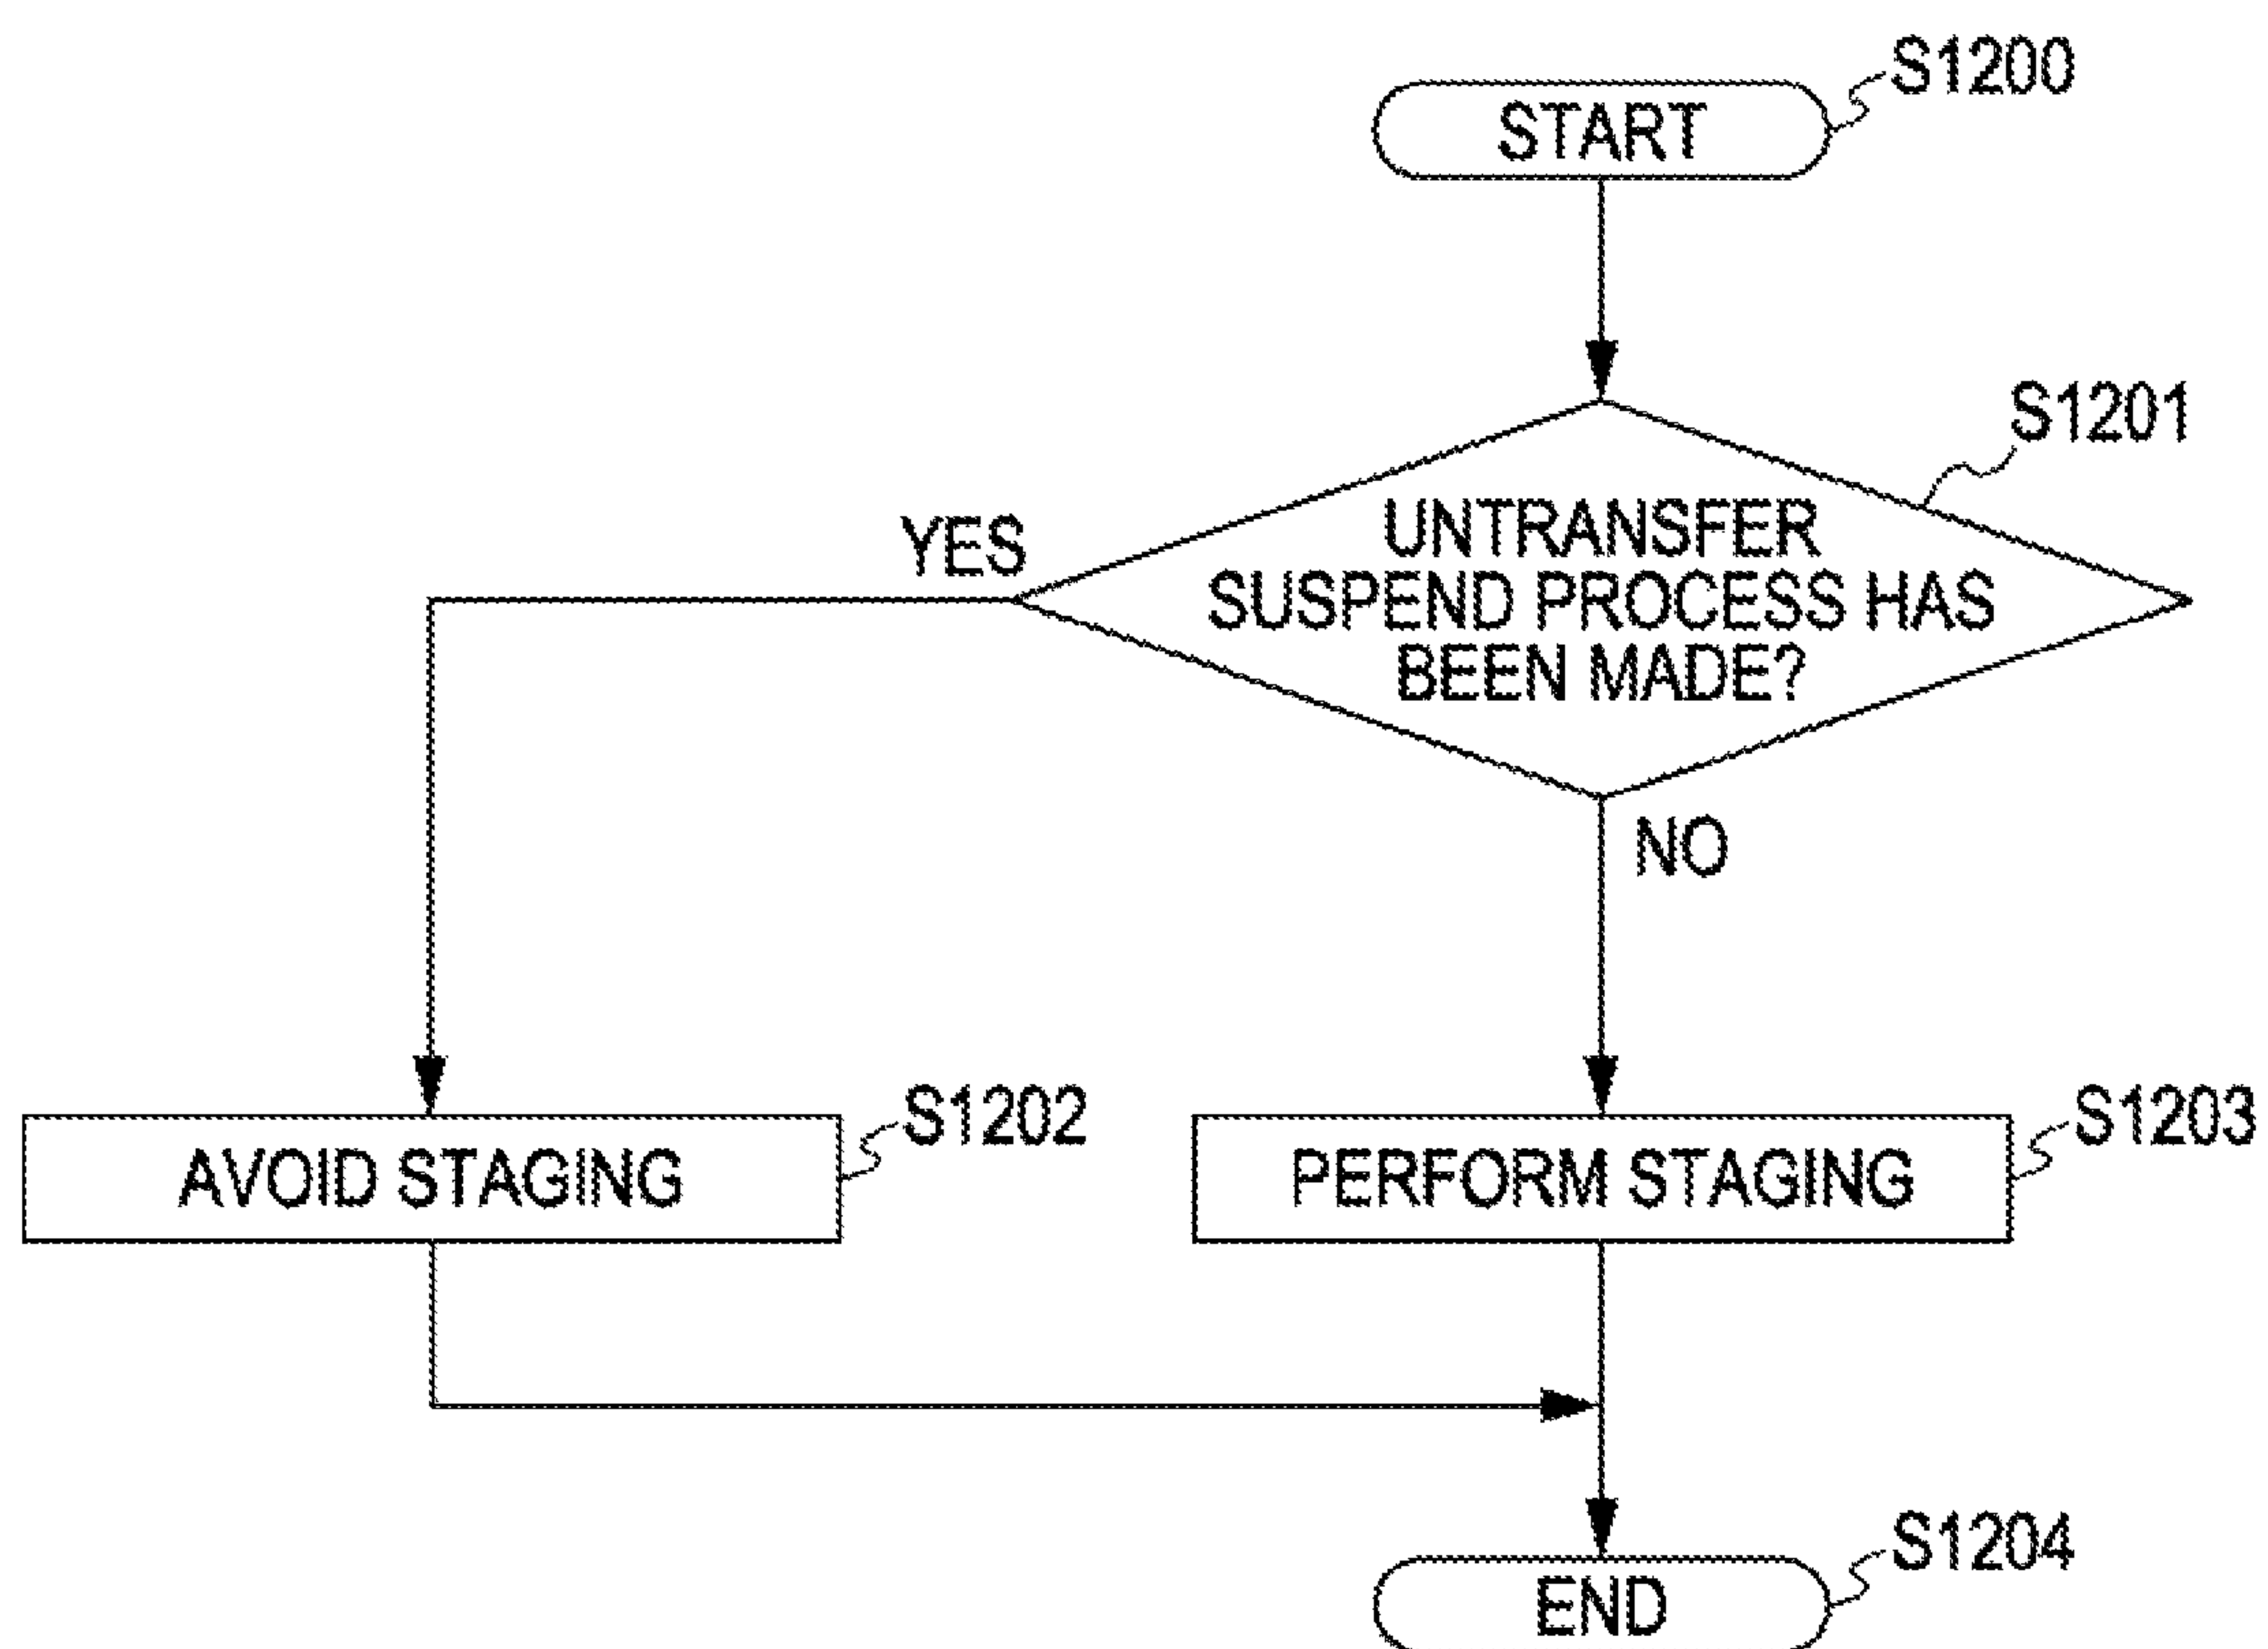 S1200
START
S1201
UNTRANSFER
SUSPEND PROCESS HAS
BEEN MADE?
YES
NO
S1202
AVOID STAGING
S1203
PERFORM STAGING
S1204
END